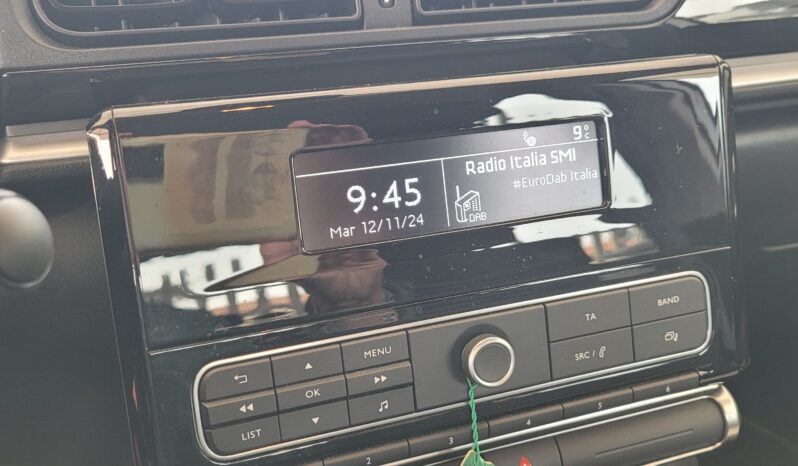 9°C
Radio Italia SMI
9:45
#EuroDab Italia
DAB
Mar 12/11/24
MENU
OK
LIST
TA
BAND
SRC /
2
3
4
5
6